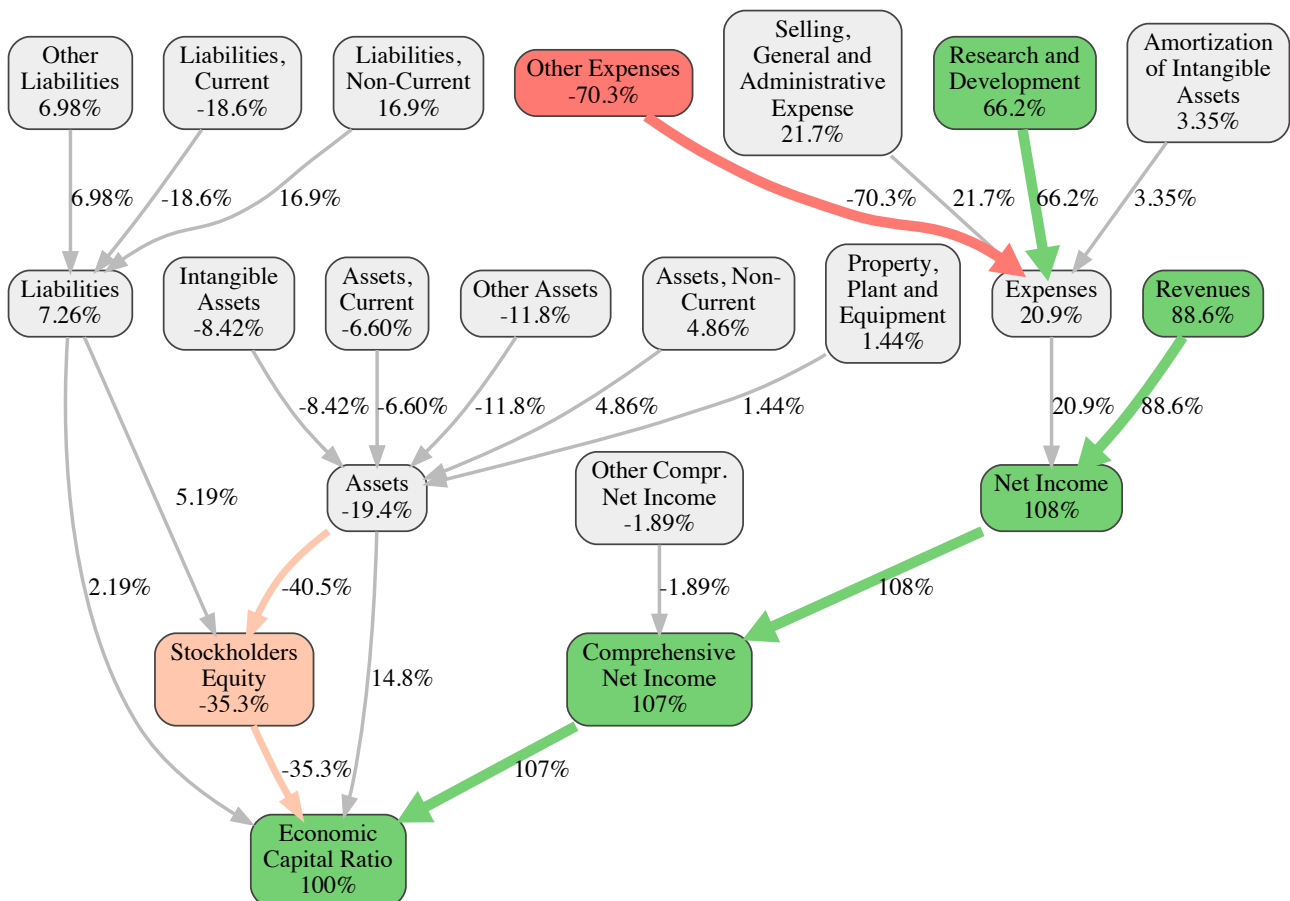 Other
Liabilities
6.98%
Liabilities,
Current
-18.6%
Liabilities,
Non-Current
16.9%
Other Expenses
-70.3%
Selling,
General and
Administrative
Expense
21.7%
Research and
Development
66.2%
Amortization
of Intangible
Assets
3.35%
6.98%
-18.6%
16.9%
-70.3%
21.7%
66.2%
3.35%
Liabilities
7.26%
Intangible
Assets
-8.42%
Assets,
Current
-6.60%
Other Assets
-11.8%
Assets, Non-
Current
4.86%
Property,
Plant and
Equipment
1.44%
Expenses
20.9%
Revenues
88.6%
-8.42%
-6.60%
-11.8%
4.86%
1.44%
20.9%
88.6%
5.19%
Assets
-19.4%
Other Compr.
Net Income
-1.89%
Net Income
108%
2.19%
-40.5%
-1.89%
108%
Stockholders
Equity
-35.3%
14.8%
Comprehensive
Net Income
107%
-35.3%
107%
Economic
Capital Ratio
100%